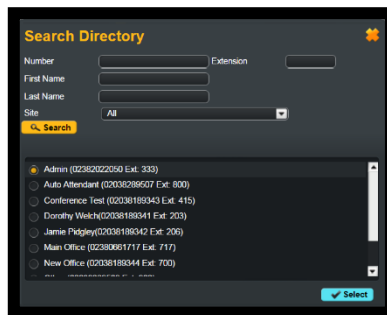 Search Directory
Number Extension
First Name
Last Name
Site All
Search
Admin (02382022050 Ext: 333)
Auto Attendant (02038289507 Ext: 800)
Conference Test (02038189343 Ext: 415)
Dorothy Welch(02038189341 Ext: 203)
Jamie Pidgley(02038189342 Ext: 206)
Main Office (02380661717 Ext: 717)
New Office (02038189344 Ext: 700)
Select